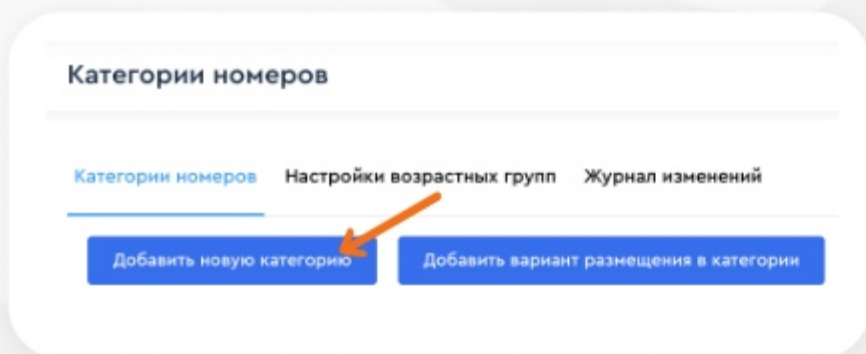 Категории номеров
Категории номеров Настройки возрастных групп Журнал изменений
Добавить новую категорию Добавить вариант размещения в категории